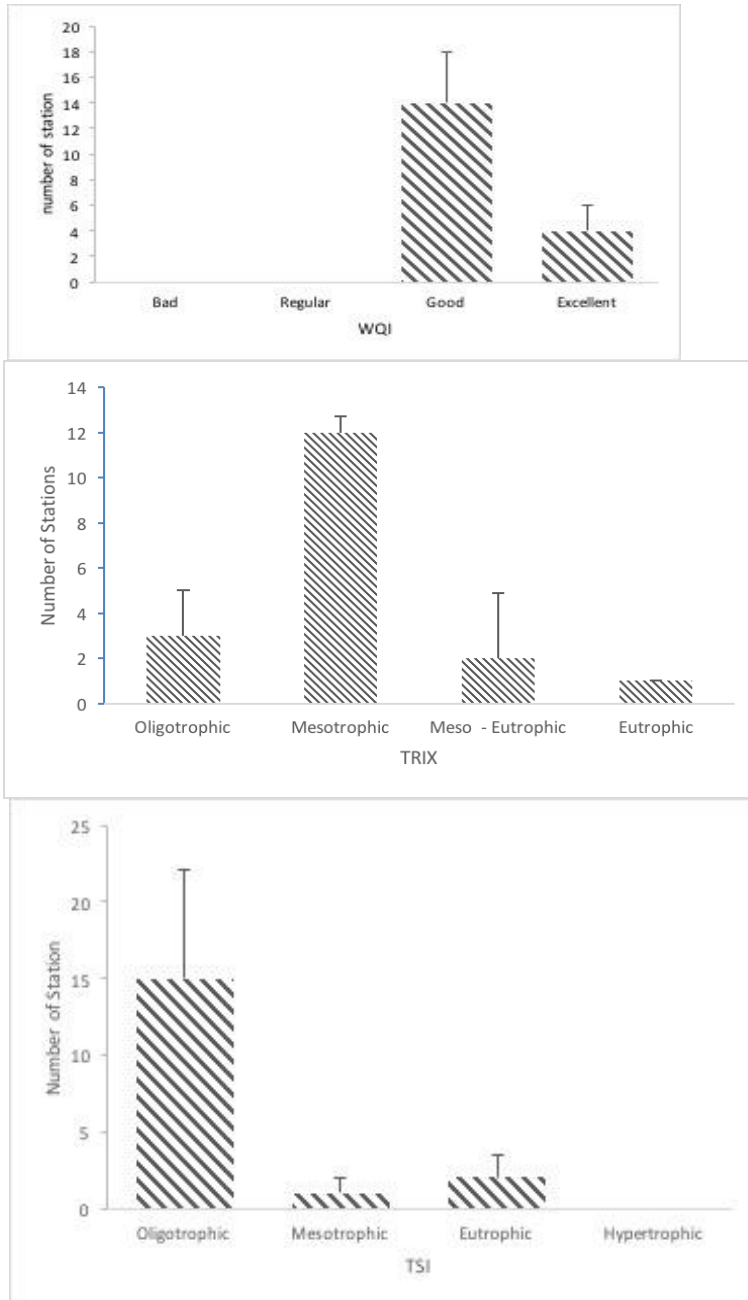 20
18
16
14
12
10
8
6
4
2
0
number of station
Bad Regular Good Excellent
WQI
14
12
10
8
6
4
2
0
Number of Stations
Oligotrophic Mesotrophic Meso - Eutrophic Eutrophic
TRIX
25
20
15
10
5
0
Number of Station
Oligotrophic Mesotrophic Eutrophic Hypertrophic
TSI